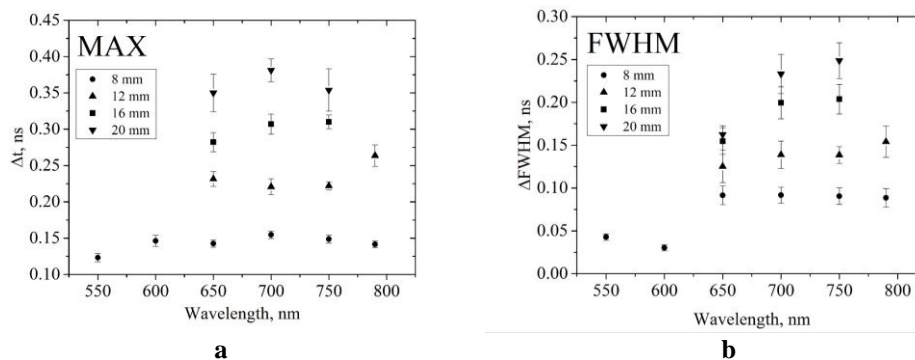 MAX
8 mm
12 mm
16 mm
20 mm
0.45
0.40
0.35
0.30
0.25
0.20
0.15
0.10
Δt, ns
550 600 650 700 750 800
Wavelength, nm
a
FWHM
8 mm
12 mm
16 mm
20 mm
0.30
0.25
0.20
0.15
0.10
0.05
0.00
ΔFWHM, ns
550 600 650 700 750 800
Wavelength, nm
b